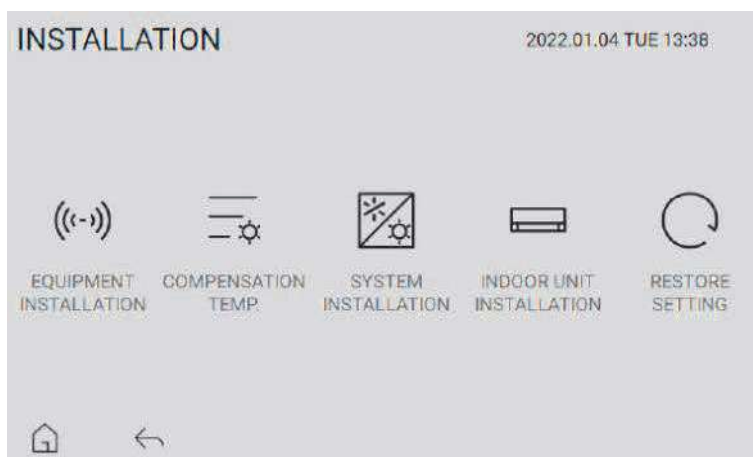 INSTALLATION
2022.01.04 TUE 13:38
EQUIPMENT
INSTALLATION
COMPENSATION
TEMP.
SYSTEM
INSTALLATION
INDOOR UNIT
INSTALLATION
RESTORE
SETTING